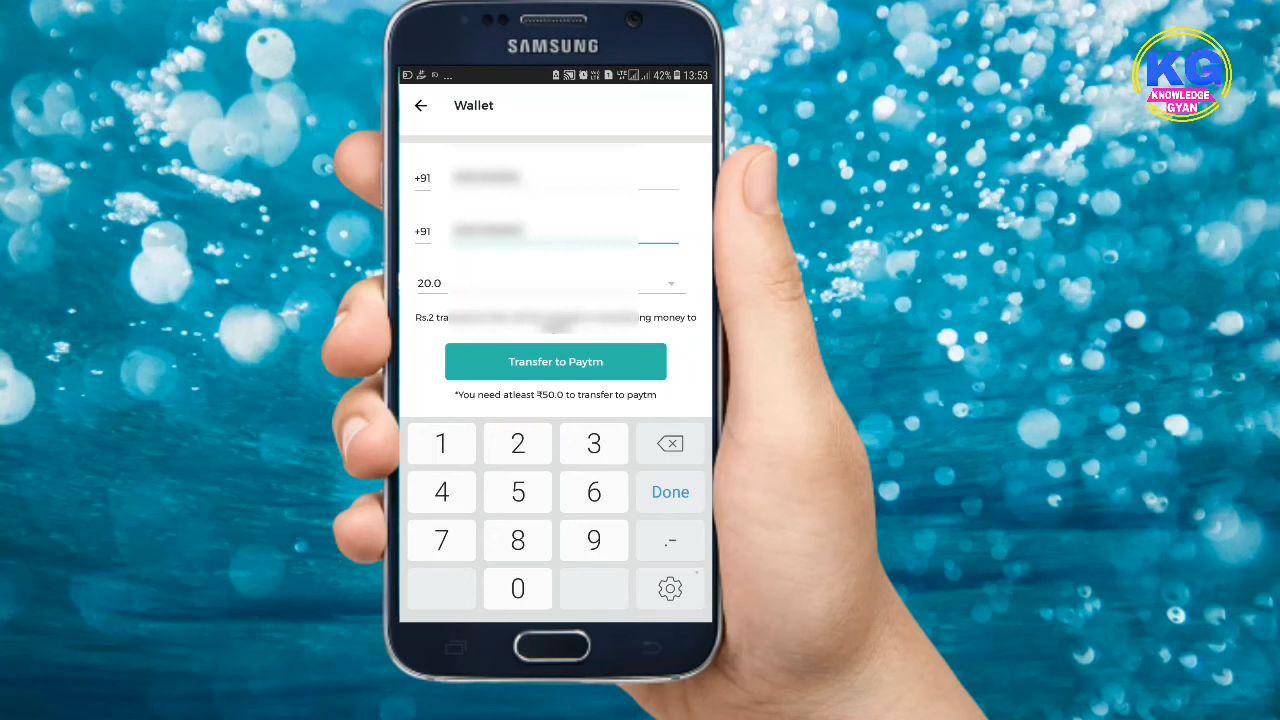 SAMSUNG
42% 13:53
Wallet
+91
+91
20.0
Rs.2 ng money to
Transfer to Paytm
*You need atleast ₹50.0 to transfer to paytm
1 2 3
4 5 6 Done
7 8 9 .-
0
KG
KNOWLEDGE
GYAN